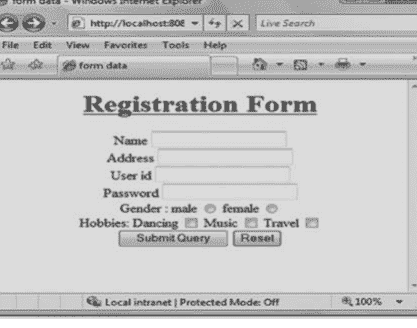 form data - Windows Internet Explorer
http://localhost:808
Live Search
File Edit View Favorites Tools Help
form data
Registration Form
Name
Address
User id
Password
Gender : male female
Hobbies: Dancing Music Travel
Submit Query Reset
Local intranet | Protected Mode: Off
100%